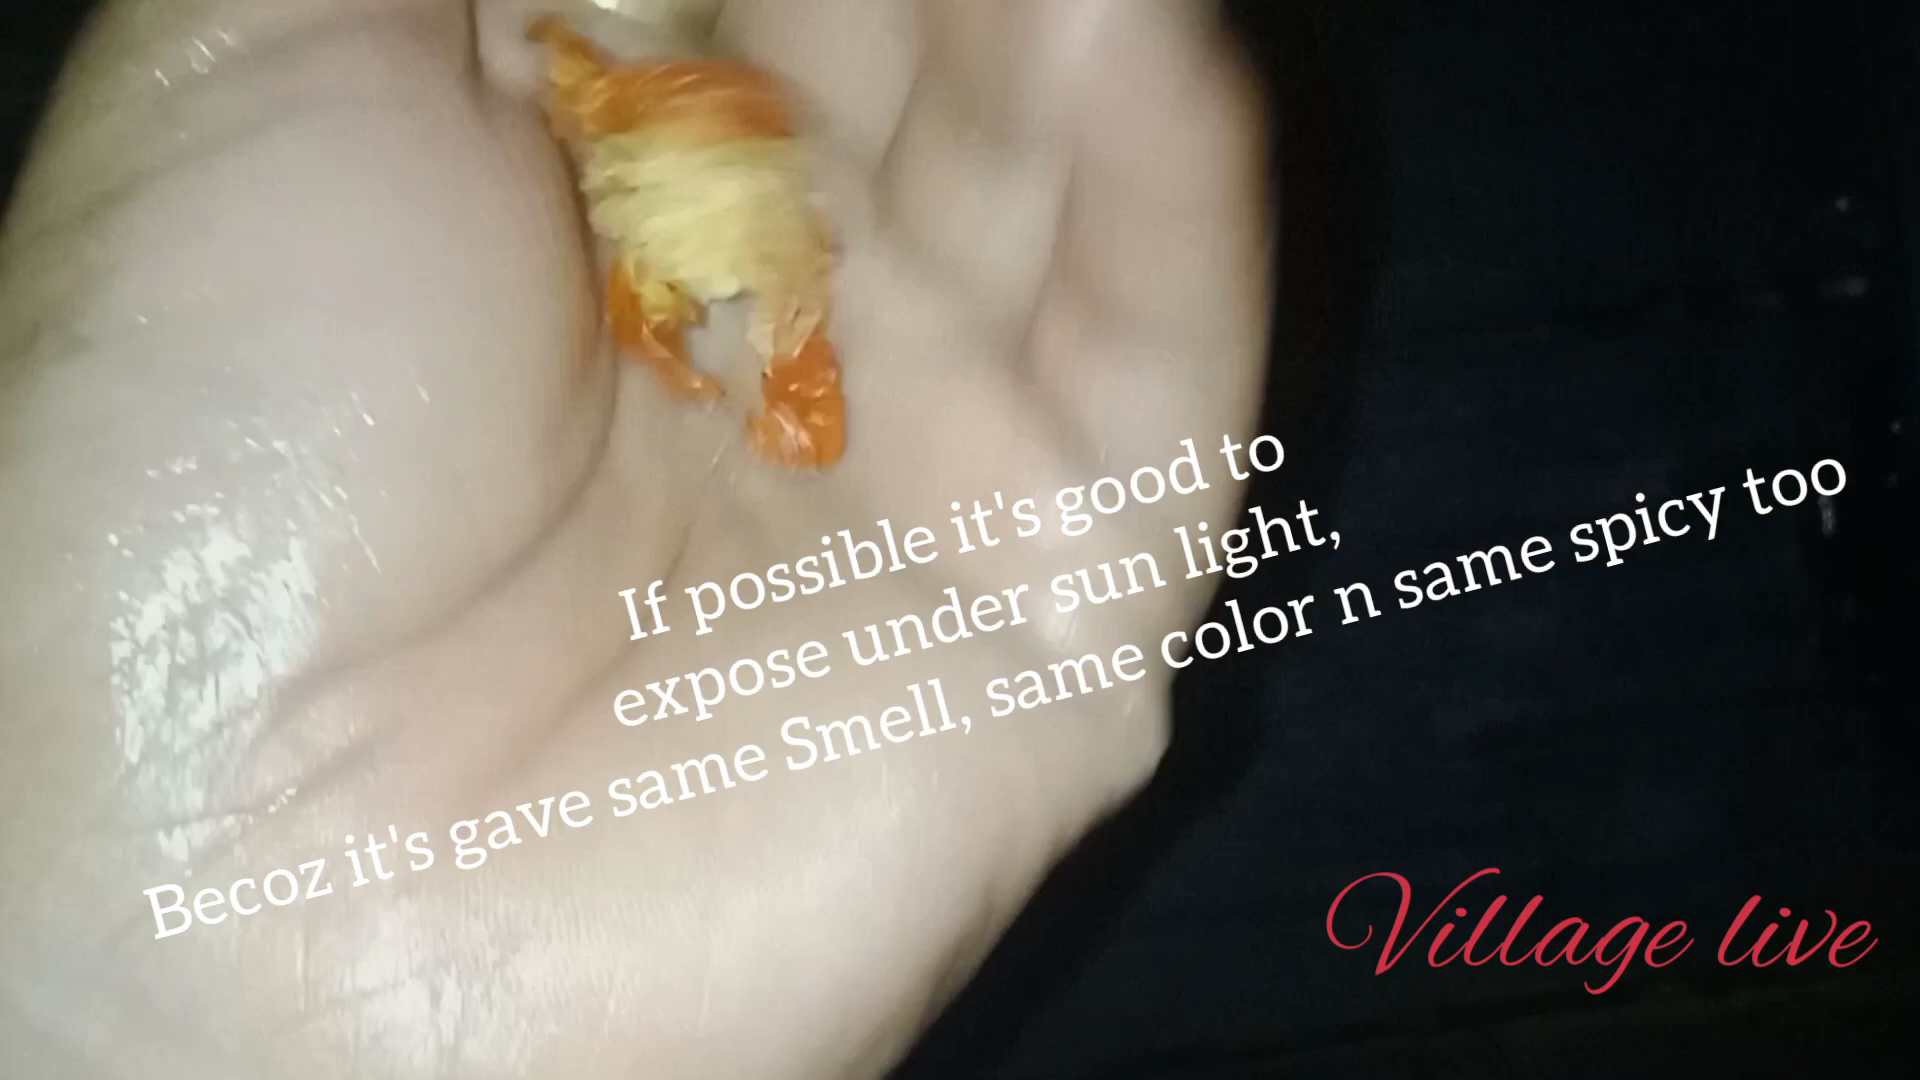 If possible it's good to
expose under sun light,
Becoz it's gave same Smell, same color n same spicy too
Village live